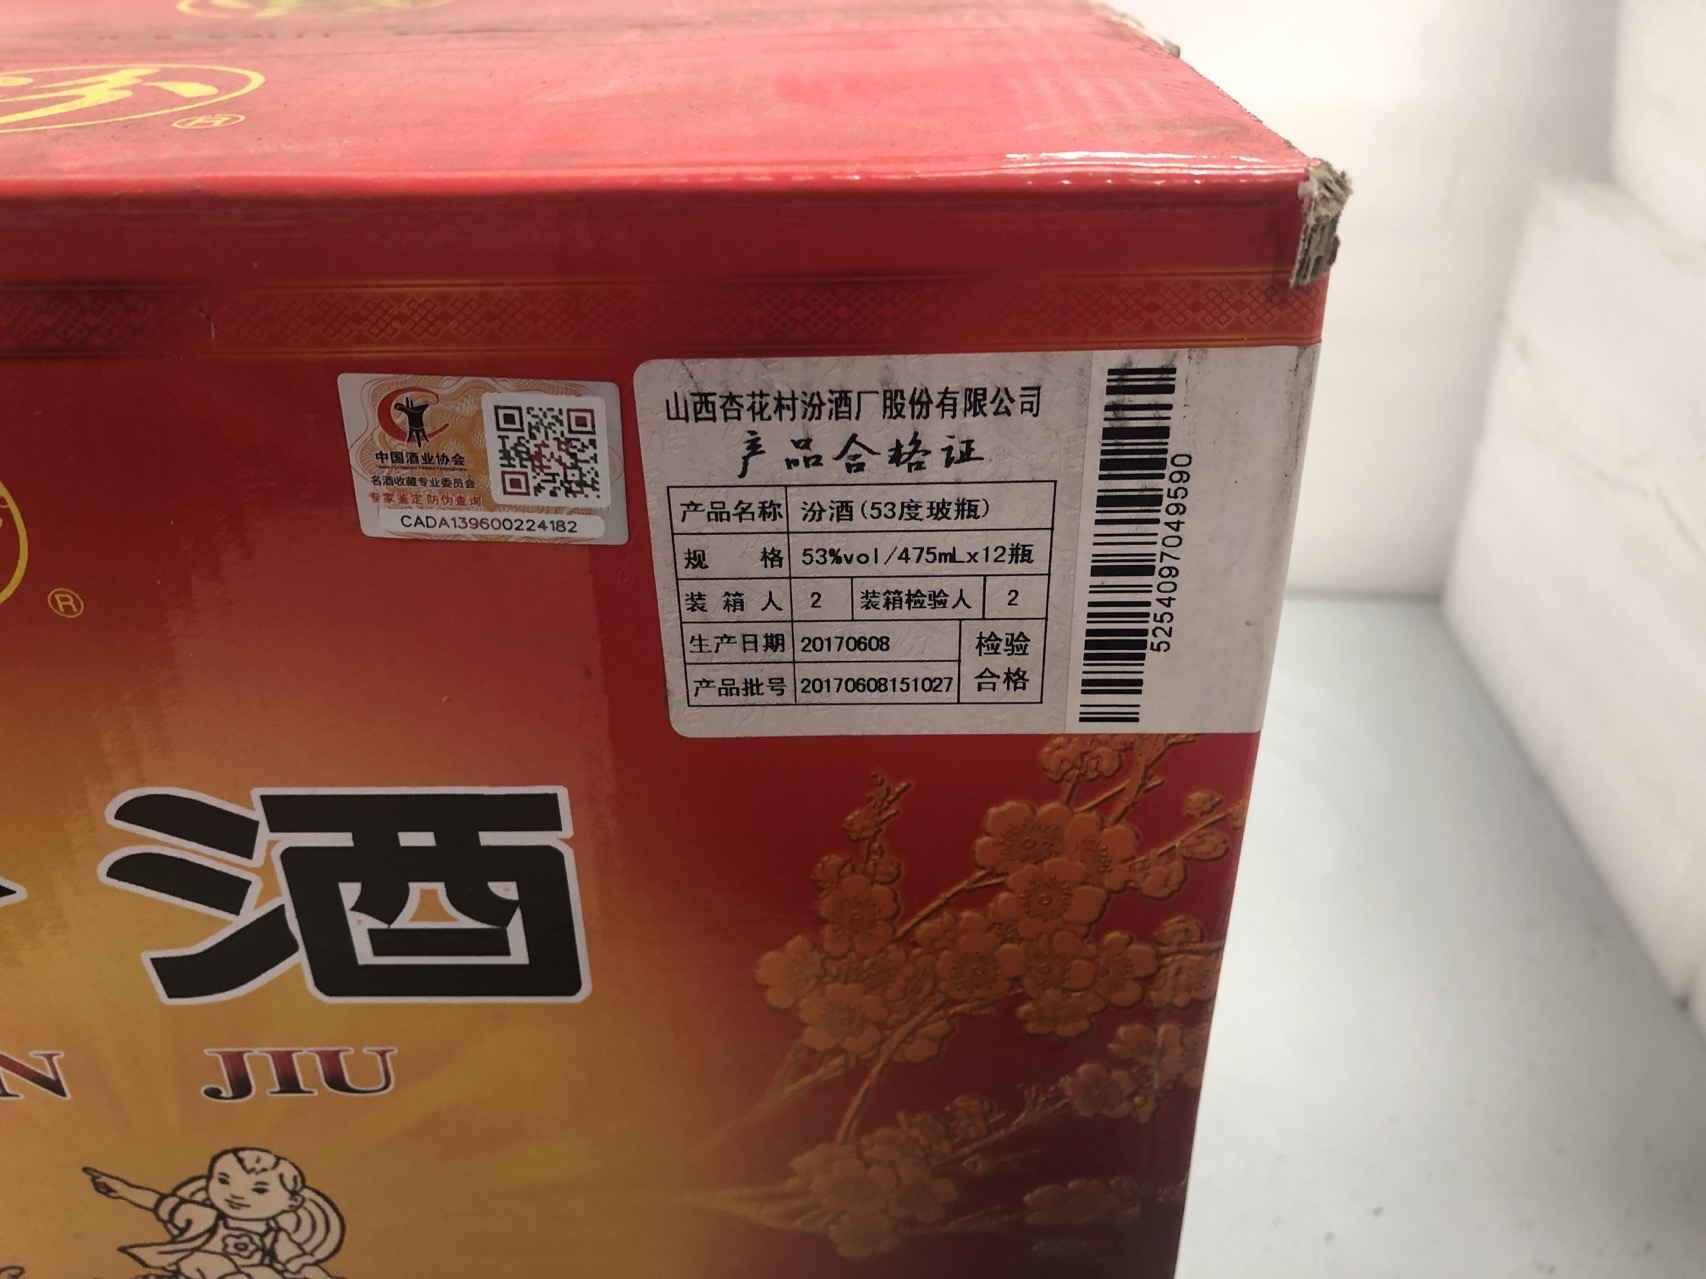 汾
®
®
中国酒业协会
名酒收藏专业委员会
专家鉴定 防伪查询
CADA139600224182
山西杏花村汾酒厂股份有限公司
产品合格证
产品名称 汾酒(53度玻瓶)
规 格 53%vol/475mLx12瓶
装 箱 人 2 装箱检验人 2
生产日期 20170608 检验
产品批号 20170608151027 合格
5254097049590
酒
N JIU